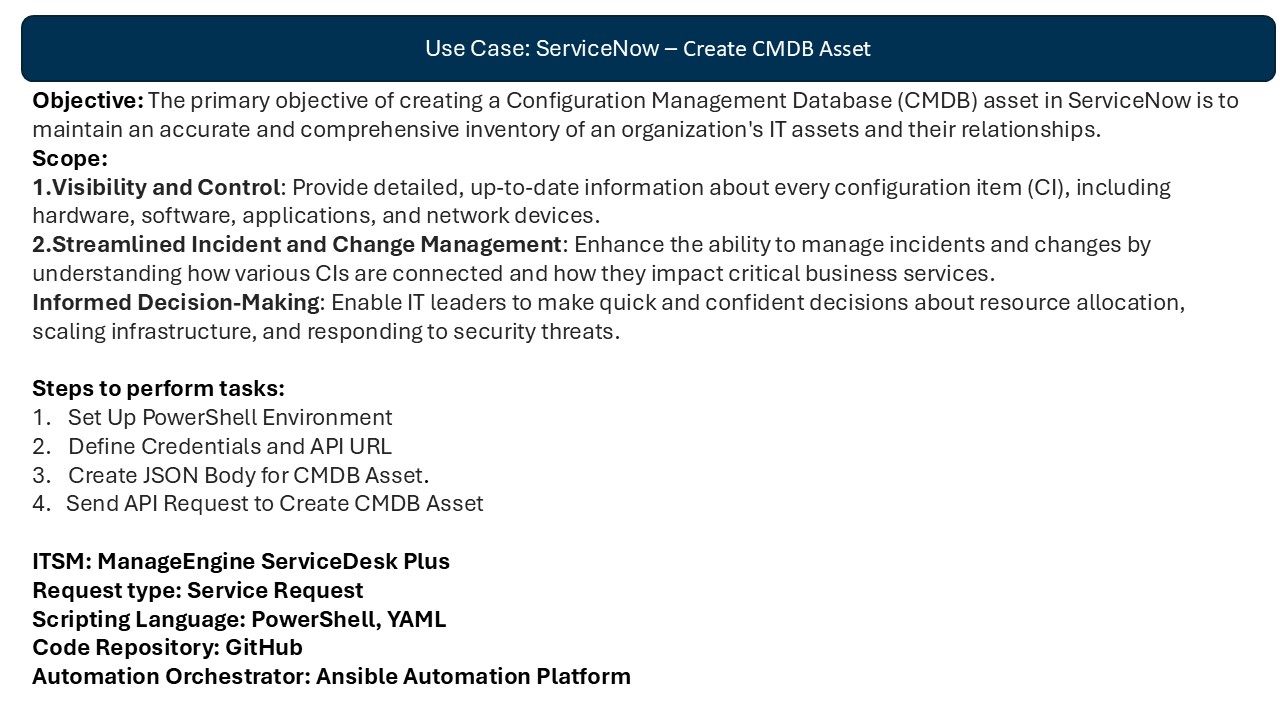 Use Case: ServiceNow – Create CMDB Asset
Objective: The primary objective of creating a Configuration Management Database (CMDB) asset in ServiceNow is to
maintain an accurate and comprehensive inventory of an organization's IT assets and their relationships.
Scope:
1.Visibility and Control: Provide detailed, up-to-date information about every configuration item (CI), including
hardware, software, applications, and network devices.
2.Streamlined Incident and Change Management: Enhance the ability to manage incidents and changes by
understanding how various CIs are connected and how they impact critical business services.
Informed Decision-Making: Enable IT leaders to make quick and confident decisions about resource allocation,
scaling infrastructure, and responding to security threats.
Steps to perform tasks:
1. Set Up PowerShell Environment
2. Define Credentials and API URL
3. Create JSON Body for CMDB Asset.
4. Send API Request to Create CMDB Asset
ITSM: ManageEngine ServiceDesk Plus
Request type: Service Request
Scripting Language: PowerShell, YAML
Code Repository: GitHub
Automation Orchestrator: Ansible Automation Platform